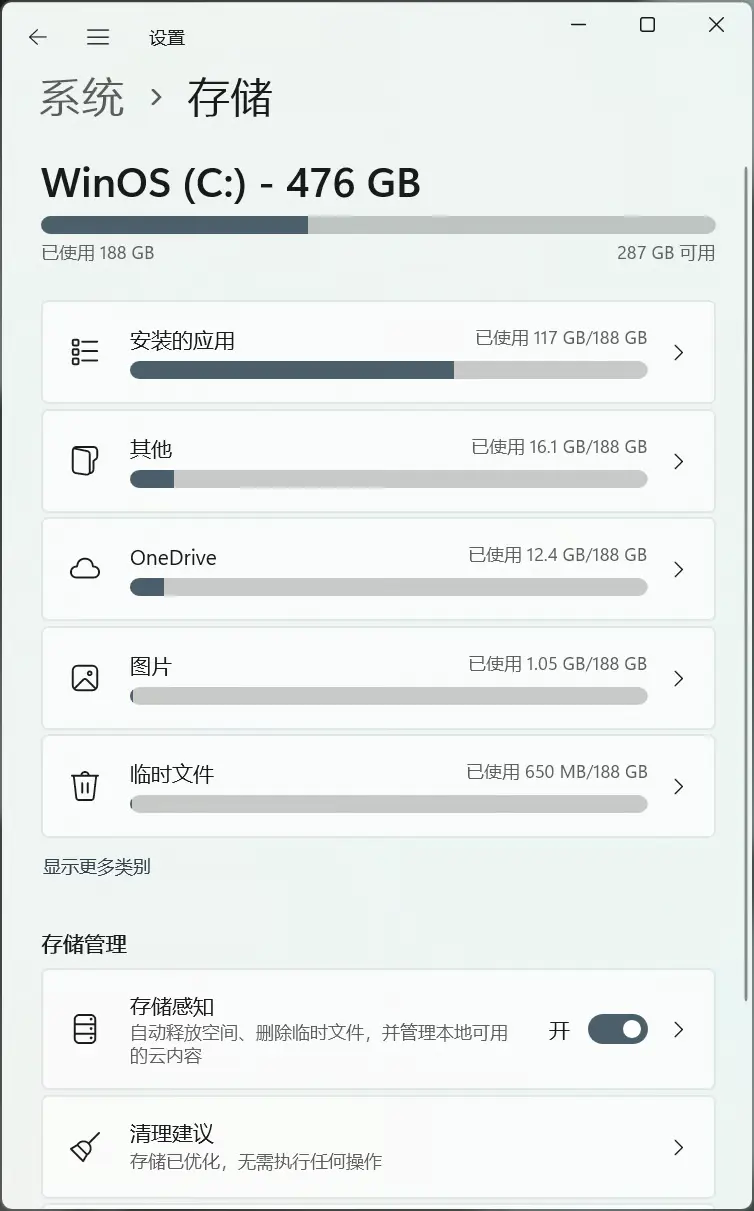 设置
系统 › 存储
WinOS (C:) - 476 GB
已使用 188 GB
287 GB 可用
安装的应用
已使用 117 GB/188 GB
其他
已使用 16.1 GB/188 GB
OneDrive
已使用 12.4 GB/188 GB
图片
已使用 1.05 GB/188 GB
临时文件
已使用 650 MB/188 GB
显示更多类别
存储管理
存储感知
自动释放空间、删除临时文件，并管理本地可用
的云内容
开
清理建议
存储已优化，无需执行任何操作